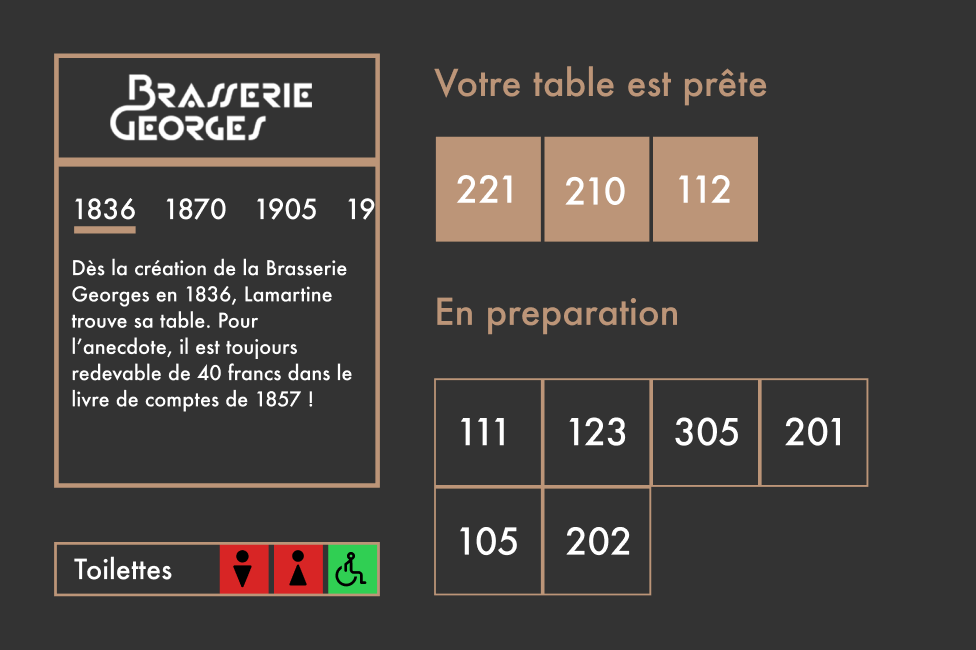 BRASSERIE
GEORGES
1836 1870 1905 19
Dès la création de la Brasserie
Georges en 1836, Lamartine
trouve sa table. Pour
l’anecdote, il est toujours
redevable de 40 francs dans le
livre de comptes de 1857 !
Toilettes
Votre table est prête
221 210 112
En preparation
111 123 305 201
105 202